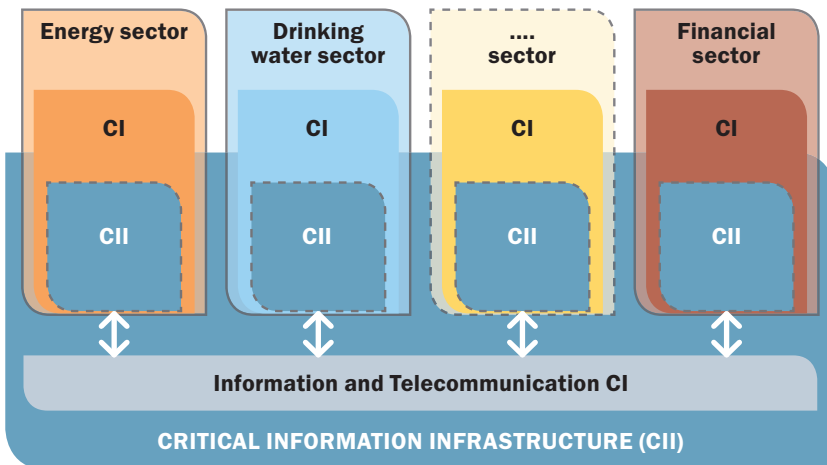 Energy sector
Drinking
water sector
....
sector
Financial
sector
CI
CI
CI
CI
CII
CII
CII
CII
Information and Telecommunication CI
CRITICAL INFORMATION INFRASTRUCTURE (CII)